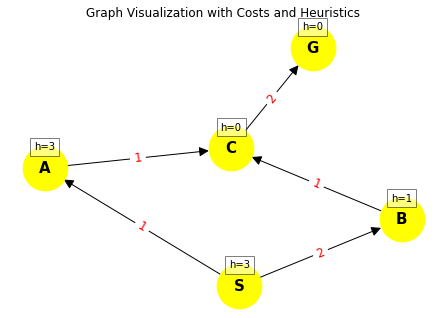 Graph Visualization with Costs and Heuristics
h=0
G
2
h=0
C
h=3
A
1
1
h=1
B
1
2
h=3
S